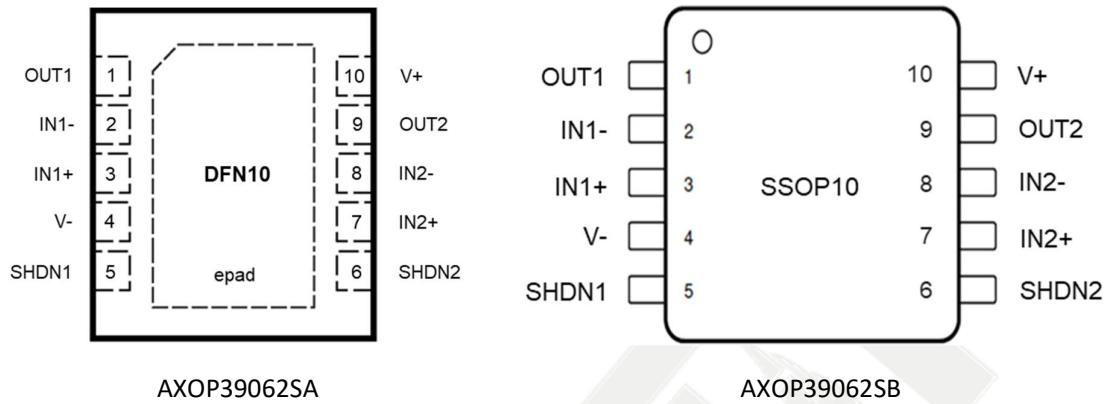 OUT1 1 10 V+
IN1- 2 9 OUT2
IN1+ 3 DFN10 8 IN2-
V- 4 7 IN2+
SHDN1 5 epad 6 SHDN2
AXOP39062SA
OUT1 1 10 V+
IN1- 2 9 OUT2
IN1+ 3 SSOP10 8 IN2-
V- 4 7 IN2+
SHDN1 5 6 SHDN2
AXOP39062SB